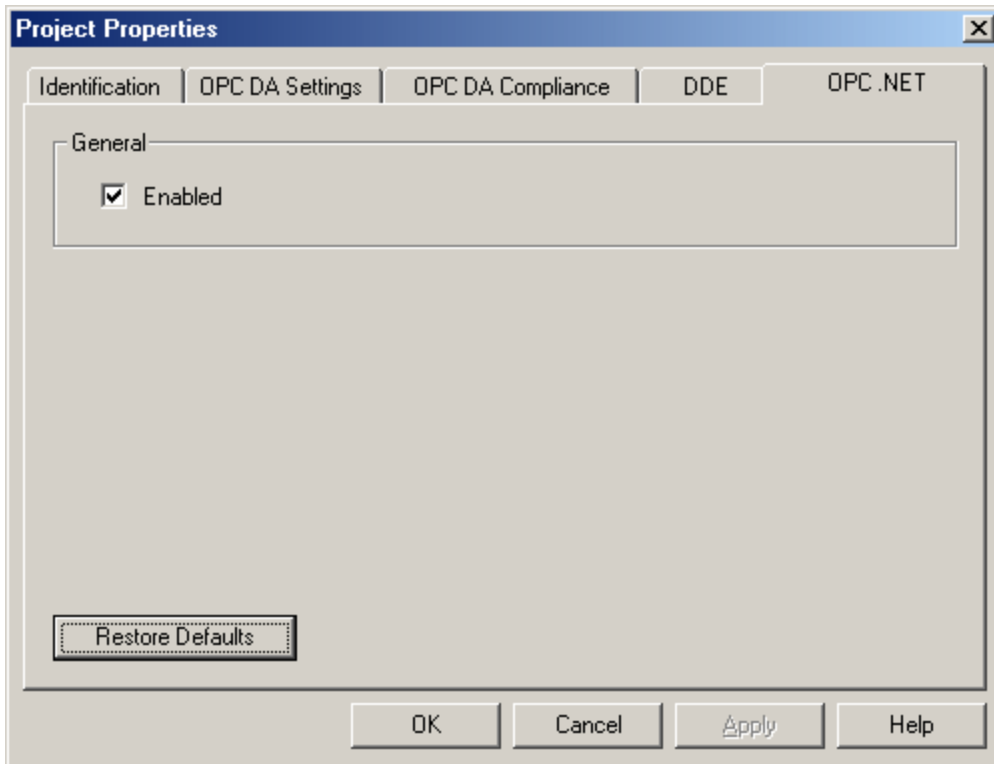 Project Properties
Identification OPC DA Settings OPC DA Compliance DDE OPC .NET
General
Enabled
Restore Defaults
OK Cancel Apply Help